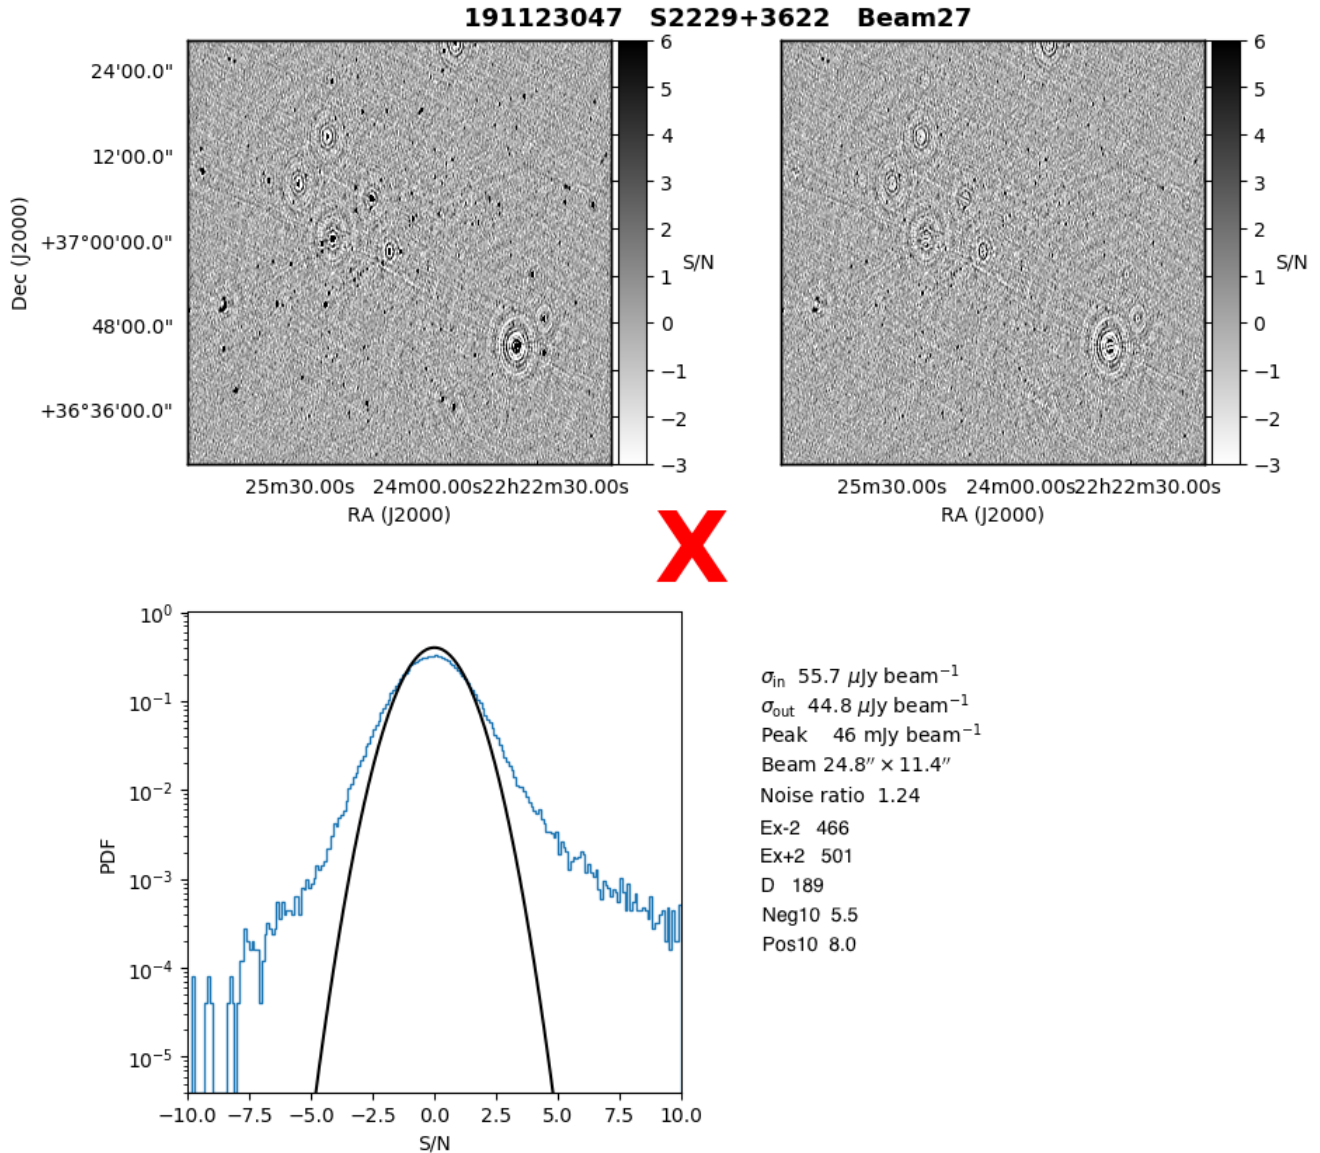 191123047 S2229+3622 Beam27
24'00.0"
12'00.0"
+37°00'00.0"
48'00.0"
+36°36'00.0"
Dec (J2000)
25m30.00s 24m00.00s22h22m30.00s
RA (J2000)
6
5
4
3
2
1
0
−1
−2
−3
S/N
25m30.00s 24m00.00s22h22m30.00s
RA (J2000)
6
5
4
3
2
1
0
−1
−2
−3
S/N
X
10⁰
10⁻¹
10⁻²
10⁻³
10⁻⁴
10⁻⁵
PDF
−10.0 −7.5 −5.0 −2.5 0.0 2.5 5.0 7.5 10.0
S/N
σin 55.7 μJy beam⁻¹
σout 44.8 μJy beam⁻¹
Peak 46 mJy beam⁻¹
Beam 24.8″ × 11.4″
Noise ratio 1.24
Ex-2 466
Ex+2 501
D 189
Neg10 5.5
Pos10 8.0